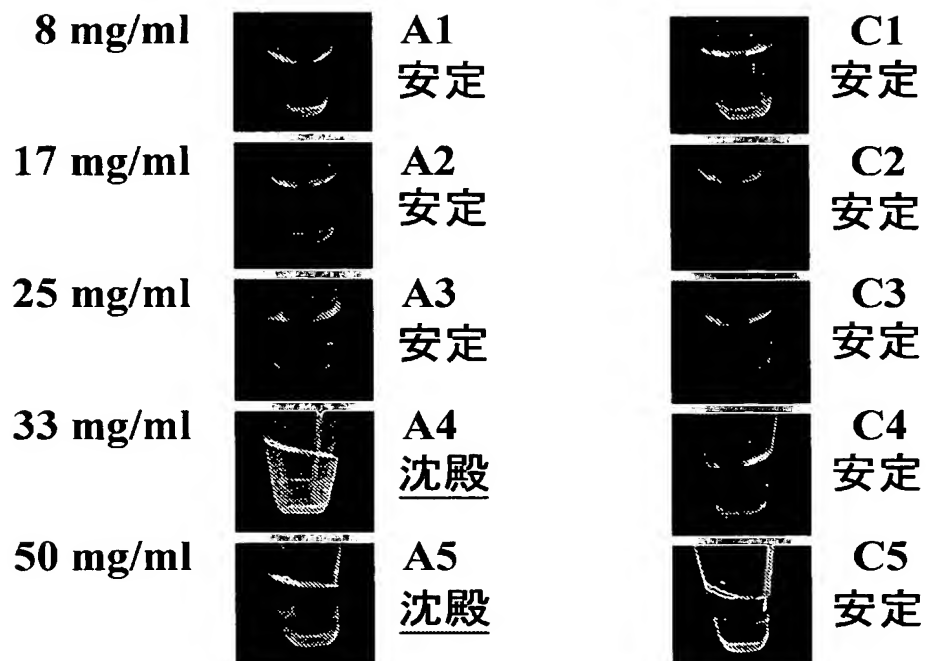 8 mg/ml A1 C1
安定 安定
17 mg/ml A2 C2
安定 安定
25 mg/ml A3 C3
安定 安定
33 mg/ml A4 C4
沈殿 安定
50 mg/ml A5 C5
沈殿 安定